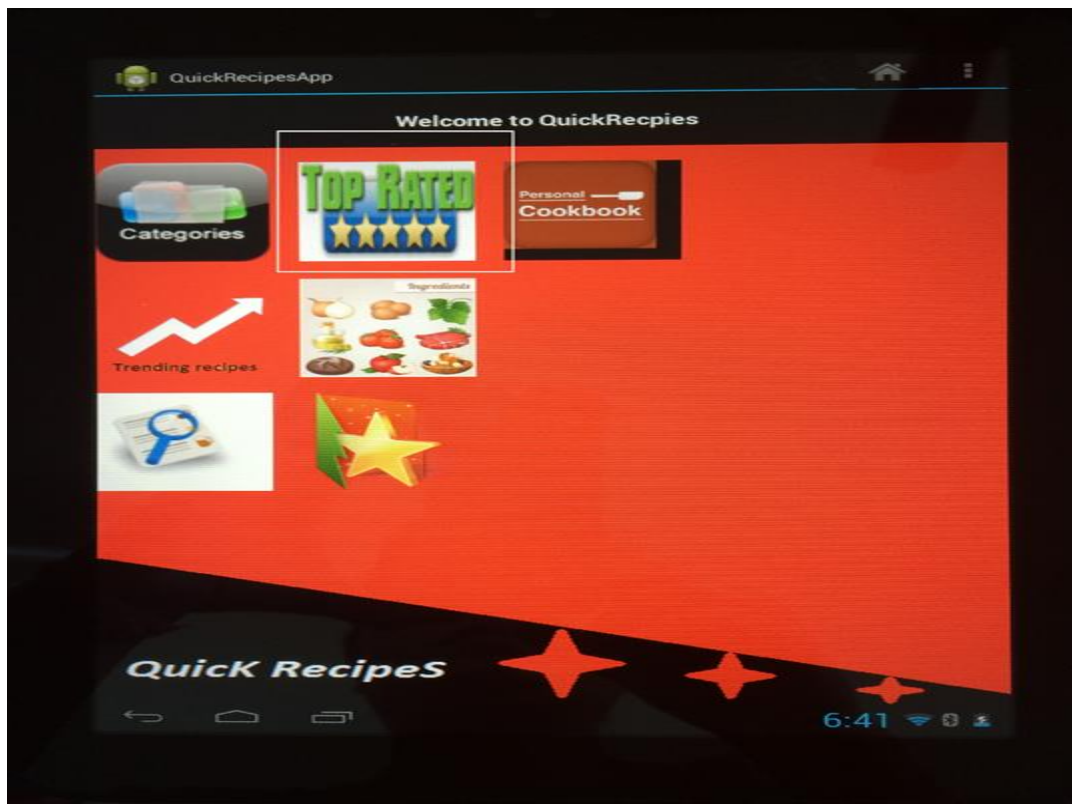 QuickRecipesApp
Welcome to QuickRecpies
Categories
TOP RATED
Personal
Cookbook
Trending recipes
Ingredients
QuicK RecipeS
6:41